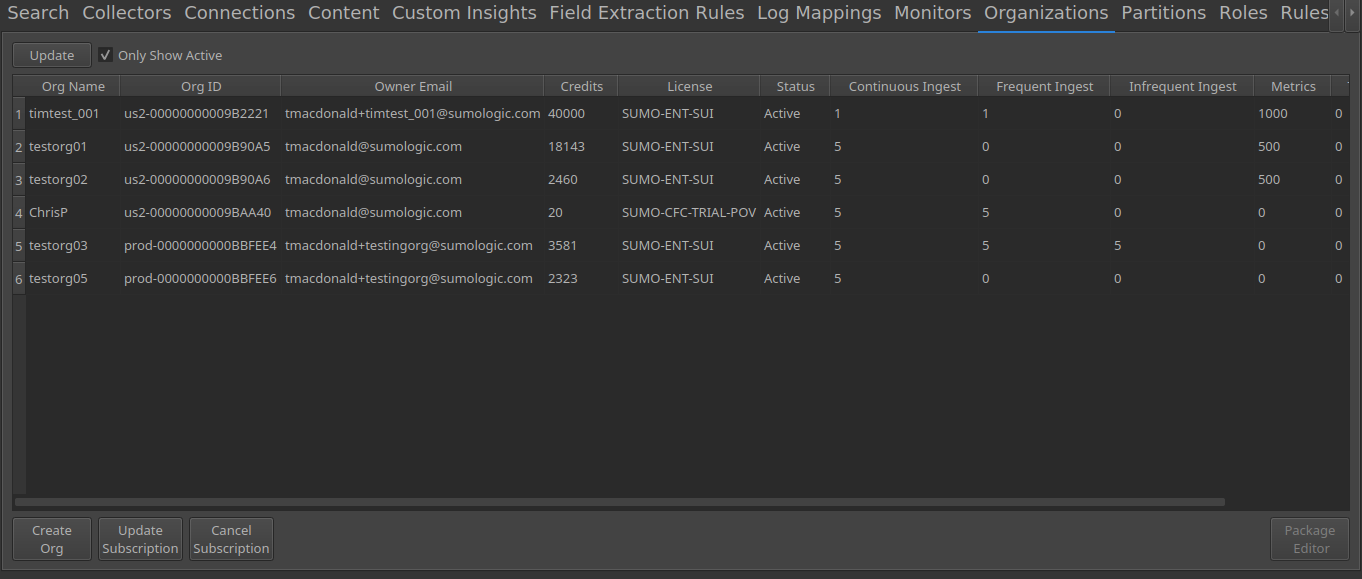 Search Collectors Connections Content Custom Insights Field Extraction Rules Log Mappings Monitors Organizations Partitions Roles Rules
Update Only Show Active
Org Name Org ID Owner Email Credits License Status Continuous Ingest Frequent Ingest Infrequent Ingest Metrics
1 timtest_001 us2-00000000009B2221 tmacdonald+timtest_001@sumologic.com 40000 SUMO-ENT-SUI Active 1 1 0 1000 0
2 testorg01 us2-00000000009B90A5 tmacdonald@sumologic.com 18143 SUMO-ENT-SUI Active 5 0 0 500 0
3 testorg02 us2-00000000009B90A6 tmacdonald@sumologic.com 2460 SUMO-ENT-SUI Active 5 0 0 500 0
4 ChrisP us2-00000000009BAA40 tmacdonald@sumologic.com 20 SUMO-CFC-TRIAL-POV Active 5 5 0 0 0
5 testorg03 prod-0000000000BBFEE4 tmacdonald+testingorg@sumologic.com 3581 SUMO-ENT-SUI Active 5 5 5 0 0
6 testorg05 prod-0000000000BBFEE6 tmacdonald+testingorg@sumologic.com 2323 SUMO-ENT-SUI Active 5 0 0 0 0
Create
Org
Update
Subscription
Cancel
Subscription
Package
Editor